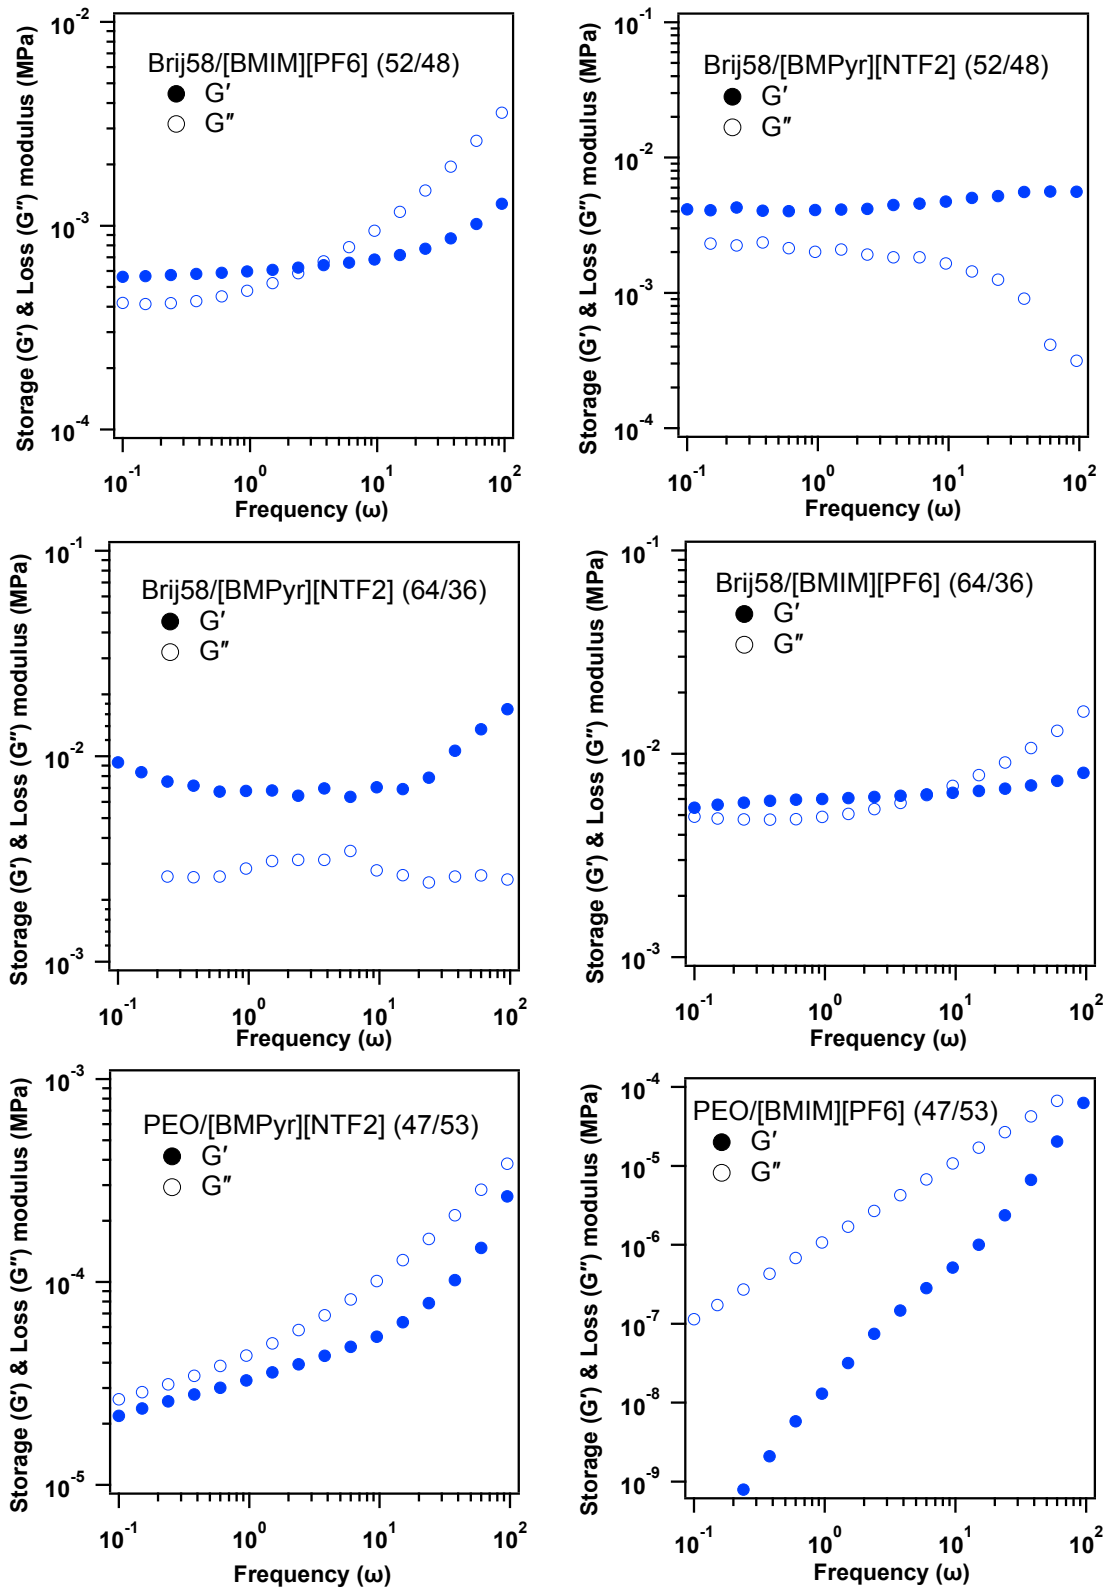 Storage (G′) & Loss (G″) modulus (MPa)
10-2
10-3
10-4
Brij58/[BMIM][PF6] (52/48)
G′
G″
10-1
100
101
102
Frequency (ω)
Storage (G′) & Loss (G″) modulus (MPa)
10-1
10-2
10-3
10-4
Brij58/[BMPyr][NTF2] (52/48)
G′
G″
10-1
100
101
102
Frequency (ω)
Storage (G′) & Loss (G″) modulus (MPa)
10-1
10-2
10-3
Brij58/[BMPyr][NTF2] (64/36)
G′
G″
10-1
100
101
102
Frequency (ω)
Storage (G′) & Loss (G″) modulus (MPa)
10-1
10-2
10-3
Brij58/[BMIM][PF6] (64/36)
G′
G″
10-1
100
101
102
Frequency (ω)
Storage (G′) & Loss (G″) modulus (MPa)
10-3
10-4
10-5
PEO/[BMPyr][NTF2] (47/53)
G′
G″
10-1
100
101
102
Frequency (ω)
Storage (G′) & Loss (G″) modulus (MPa)
10-4
10-5
10-6
10-7
10-8
10-9
PEO/[BMIM][PF6] (47/53)
G′
G″
10-1
100
101
102
Frequency (ω)